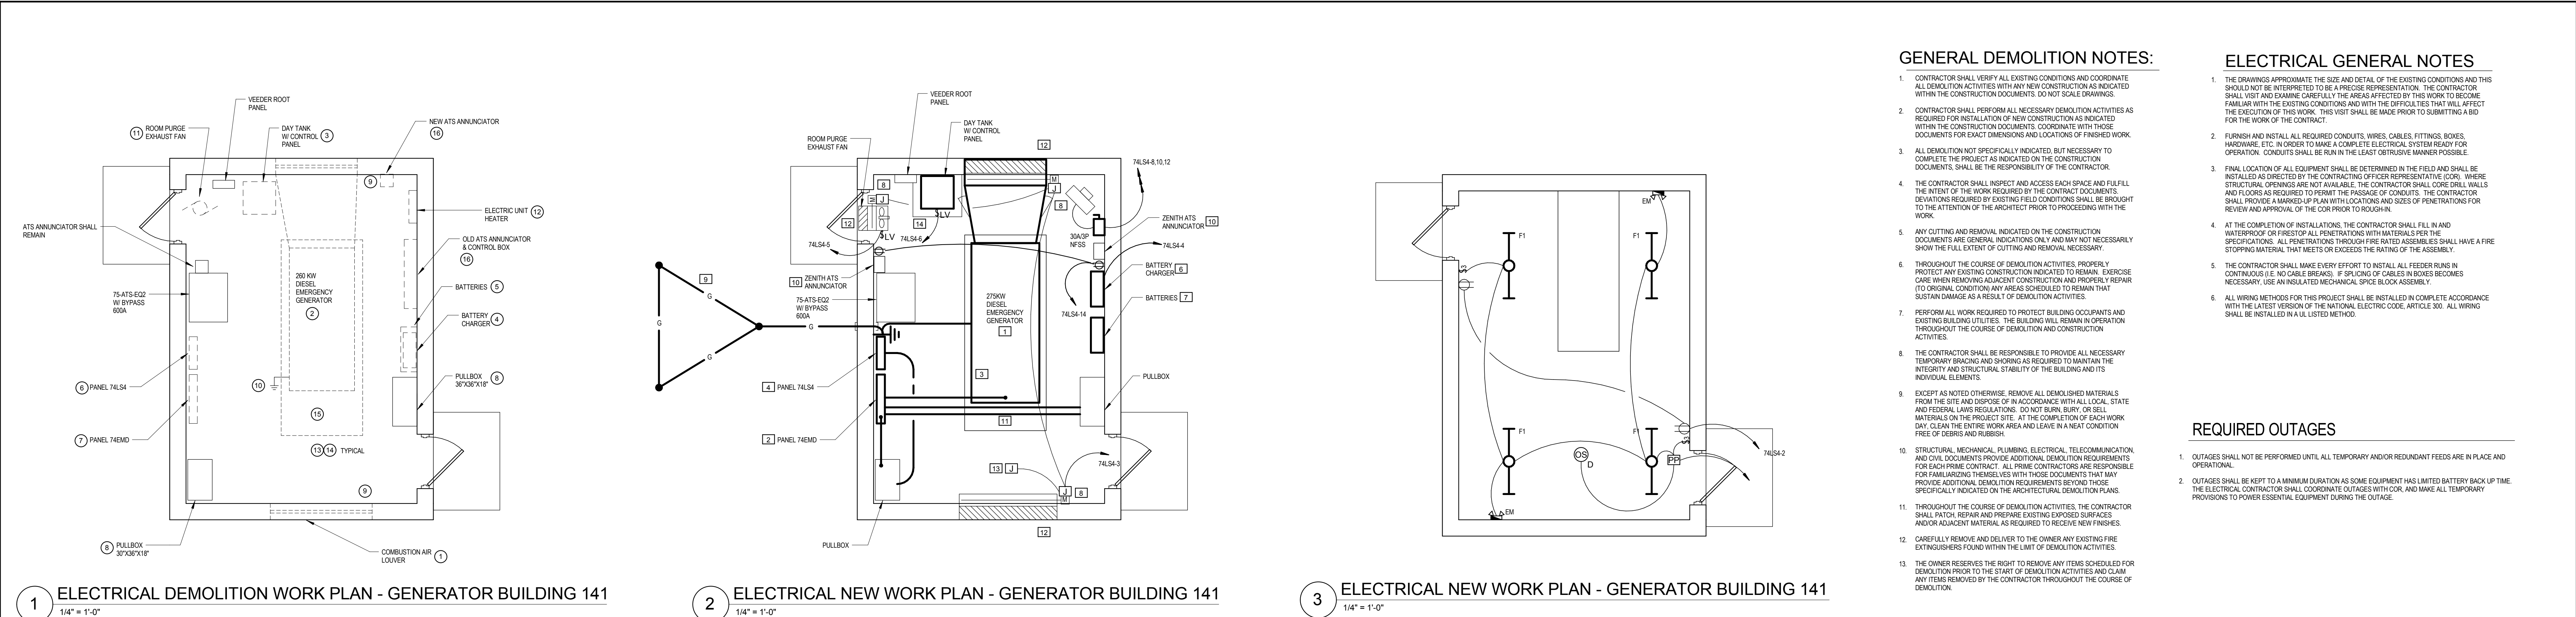 VEEDER ROOT
PANEL
11 ROOM PURGE
EXHAUST FAN
DAY TANK
W/ CONTROL 3
PANEL
NEW ATS ANNUNCIATOR
16
9
ELECTRIC UNIT 12
HEATER
ATS ANNUNCIATOR SHALL
REMAIN
OLD ATS ANNUNCIATOR
& CONTROL BOX
16
260 KW
DIESEL
EMERGENCY
GENERATOR
2
75-ATS-EQ2
W/ BYPASS
600A
BATTERIES 5
BATTERY
CHARGER 4
10
6 PANEL 74LS4
PULLBOX 8
36"X36"X18"
15
7 PANEL 74EMD
13 14 TYPICAL
9
8 PULLBOX
30"X36"X18"
COMBUSTION AIR 1
LOUVER
1 ELECTRICAL DEMOLITION WORK PLAN - GENERATOR BUILDING 141
1/4" = 1'-0"
VEEDER ROOT
PANEL
DAY TANK
W/ CONTROL
PANEL
ROOM PURGE
EXHAUST FAN
12
74LS4-8,10,12
8
M
J
M
J
8
12
LV
14
LV
74LS4-6
74LS4-5
30A/3P
NFSS
ZENITH ATS
ANNUNCIATOR 10
74LS4-4
BATTERY
CHARGER 6
10 ZENITH ATS
ANNUNCIATOR
75-ATS-EQ2
W/ BYPASS
600A
275KW
DIESEL
EMERGENCY
GENERATOR
1
BATTERIES 7
74LS4-14
9
G
G
G
G
3
4 PANEL 74LS4
PULLBOX
11
2 PANEL 74EMD
13 J
74LS4-3
J
M
8
12
PULLBOX
2 ELECTRICAL NEW WORK PLAN - GENERATOR BUILDING 141
1/4" = 1'-0"
EM
F1
F1
$3
F1
F1
$3
OS
D
PP
74LS4-2
EM
3 ELECTRICAL NEW WORK PLAN - GENERATOR BUILDING 141
1/4" = 1'-0"
GENERAL DEMOLITION NOTES:
1. CONTRACTOR SHALL VERIFY ALL EXISTING CONDITIONS AND COORDINATE
ALL DEMOLITION ACTIVITIES WITH ANY NEW CONSTRUCTION AS INDICATED
WITHIN THE CONSTRUCTION DOCUMENTS. DO NOT SCALE DRAWINGS.
2. CONTRACTOR SHALL PERFORM ALL NECESSARY DEMOLITION ACTIVITIES AS
REQUIRED FOR INSTALLATION OF NEW CONSTRUCTION AS INDICATED
WITHIN THE CONSTRUCTION DOCUMENTS. COORDINATE WITH THOSE
DOCUMENTS FOR EXACT DIMENSIONS AND LOCATIONS OF FINISHED WORK.
3. ALL DEMOLITION NOT SPECIFICALLY INDICATED, BUT NECESSARY TO
COMPLETE THE PROJECT AS INDICATED ON THE CONSTRUCTION
DOCUMENTS, SHALL BE THE RESPONSIBILITY OF THE CONTRACTOR.
4. THE CONTRACTOR SHALL INSPECT AND ACCESS EACH SPACE AND FULFILL
THE INTENT OF THE WORK REQUIRED BY THE CONTRACT DOCUMENTS.
DEVIATIONS REQUIRED BY EXISTING FIELD CONDITIONS SHALL BE BROUGHT
TO THE ATTENTION OF THE ARCHITECT PRIOR TO PROCEEDING WITH THE
WORK.
5. ANY CUTTING AND REMOVAL INDICATED ON THE CONSTRUCTION
DOCUMENTS ARE GENERAL INDICATIONS ONLY AND MAY NOT NECESSARILY
SHOW THE FULL EXTENT OF CUTTING AND REMOVAL NECESSARY.
6. THROUGHOUT THE COURSE OF DEMOLITION ACTIVITIES, PROPERLY
PROTECT ANY EXISTING CONSTRUCTION INDICATED TO REMAIN. EXERCISE
CARE WHEN REMOVING ADJACENT CONSTRUCTION AND PROPERLY REPAIR
(TO ORIGINAL CONDITION) ANY AREAS SCHEDULED TO REMAIN THAT
SUSTAIN DAMAGE AS A RESULT OF DEMOLITION ACTIVITIES.
7. PERFORM ALL WORK REQUIRED TO PROTECT BUILDING OCCUPANTS AND
EXISTING BUILDING UTILITIES. THE BUILDING WILL REMAIN IN OPERATION
THROUGHOUT THE COURSE OF DEMOLITION AND CONSTRUCTION
ACTIVITIES.
8. THE CONTRACTOR SHALL BE RESPONSIBLE TO PROVIDE ALL NECESSARY
TEMPORARY BRACING AND SHORING AS REQUIRED TO MAINTAIN THE
INTEGRITY AND STRUCTURAL STABILITY OF THE BUILDING AND ITS
INDIVIDUAL ELEMENTS.
9. EXCEPT AS NOTED OTHERWISE, REMOVE ALL DEMOLISHED MATERIALS
FROM THE SITE AND DISPOSE OF IN ACCORDANCE WITH ALL LOCAL, STATE
AND FEDERAL LAWS REGULATIONS. DO NOT BURN, BURY, OR SELL
MATERIALS ON THE PROJECT SITE. AT THE COMPLETION OF EACH WORK
DAY, CLEAN THE ENTIRE WORK AREA AND LEAVE IN A NEAT CONDITION
FREE OF DEBRIS AND RUBBISH.
10. STRUCTURAL, MECHANICAL, PLUMBING, ELECTRICAL, TELECOMMUNICATION,
AND CIVIL DOCUMENTS PROVIDE ADDITIONAL DEMOLITION REQUIREMENTS
FOR EACH PRIME CONTRACT. ALL PRIME CONTRACTORS ARE RESPONSIBLE
FOR FAMILIARIZING THEMSELVES WITH THOSE DOCUMENTS THAT MAY
PROVIDE ADDITIONAL DEMOLITION REQUIREMENTS BEYOND THOSE
SPECIFICALLY INDICATED ON THE ARCHITECTURAL DEMOLITION PLANS.
11. THROUGHOUT THE COURSE OF DEMOLITION ACTIVITIES, THE CONTRACTOR
SHALL PATCH, REPAIR AND PREPARE EXISTING EXPOSED SURFACES
AND/OR ADJACENT MATERIAL AS REQUIRED TO RECEIVE NEW FINISHES.
12. CAREFULLY REMOVE AND DELIVER TO THE OWNER ANY EXISTING FIRE
EXTINGUISHERS FOUND WITHIN THE LIMIT OF DEMOLITION ACTIVITIES.
13. THE OWNER RESERVES THE RIGHT TO REMOVE ANY ITEMS SCHEDULED FOR
DEMOLITION PRIOR TO THE START OF DEMOLITION ACTIVITIES AND CLAIM
ANY ITEMS REMOVED BY THE CONTRACTOR THROUGHOUT THE COURSE OF
DEMOLITION.
ELECTRICAL GENERAL NOTES
1. THE DRAWINGS APPROXIMATE THE SIZE AND DETAIL OF THE EXISTING CONDITIONS AND THIS
SHOULD NOT BE INTERPRETED TO BE A PRECISE REPRESENTATION. THE CONTRACTOR
SHALL VISIT AND EXAMINE CAREFULLY THE AREAS AFFECTED BY THIS WORK TO BECOME
FAMILIAR WITH THE EXISTING CONDITIONS AND WITH THE DIFFICULTIES THAT WILL AFFECT
THE EXECUTION OF THIS WORK. THIS VISIT SHALL BE MADE PRIOR TO SUBMITTING A BID
FOR THE WORK OF THE CONTRACT.
2. FURNISH AND INSTALL ALL REQUIRED CONDUITS, WIRES, CABLES, FITTINGS, BOXES,
HARDWARE, ETC. IN ORDER TO MAKE A COMPLETE ELECTRICAL SYSTEM READY FOR
OPERATION. CONDUITS SHALL BE RUN IN THE LEAST OBTRUSIVE MANNER POSSIBLE.
3. FINAL LOCATION OF ALL EQUIPMENT SHALL BE DETERMINED IN THE FIELD AND SHALL BE
INSTALLED AS DIRECTED BY THE CONTRACTING OFFICER REPRESENTATIVE (COR). WHERE
STRUCTURAL OPENINGS ARE NOT AVAILABLE, THE CONTRACTOR SHALL CORE DRILL WALLS
AND FLOORS AS REQUIRED TO PERMIT THE PASSAGE OF CONDUITS. THE CONTRACTOR
SHALL PROVIDE A MARKED-UP PLAN WITH LOCATIONS AND SIZES OF PENETRATIONS FOR
REVIEW AND APPROVAL OF THE COR PRIOR TO ROUGH-IN.
4. AT THE COMPLETION OF INSTALLATIONS, THE CONTRACTOR SHALL FILL IN AND
WATERPROOF OR FIRESTOP ALL PENETRATIONS WITH MATERIALS PER THE
SPECIFICATIONS. ALL PENETRATIONS THROUGH FIRE RATED ASSEMBLIES SHALL HAVE A FIRE
STOPPING MATERIAL THAT MEETS OR EXCEEDS THE RATING OF THE ASSEMBLY.
5. THE CONTRACTOR SHALL MAKE EVERY EFFORT TO INSTALL ALL FEEDER RUNS IN
CONTINUOUS (I.E. NO CABLE BREAKS). IF SPLICING OF CABLES IN BOXES BECOMES
NECESSARY, USE AN INSULATED MECHANICAL SPICE BLOCK ASSEMBLY.
6. ALL WIRING METHODS FOR THIS PROJECT SHALL BE INSTALLED IN COMPLETE ACCORDANCE
WITH THE LATEST VERSION OF THE NATIONAL ELECTRIC CODE, ARTICLE 300. ALL WIRING
SHALL BE INSTALLED IN A UL LISTED METHOD.
REQUIRED OUTAGES
1. OUTAGES SHALL NOT BE PERFORMED UNTIL ALL TEMPORARY AND/OR REDUNDANT FEEDS ARE IN PLACE AND
OPERATIONAL.
2. OUTAGES SHALL BE KEPT TO A MINIMUM DURATION AS SOME EQUIPMENT HAS LIMITED BATTERY BACK UP TIME.
THE ELECTRICAL CONTRACTOR SHALL COORDINATE OUTAGES WITH COR, AND MAKE ALL TEMPORARY
PROVISIONS TO POWER ESSENTIAL EQUIPMENT DURING THE OUTAGE.